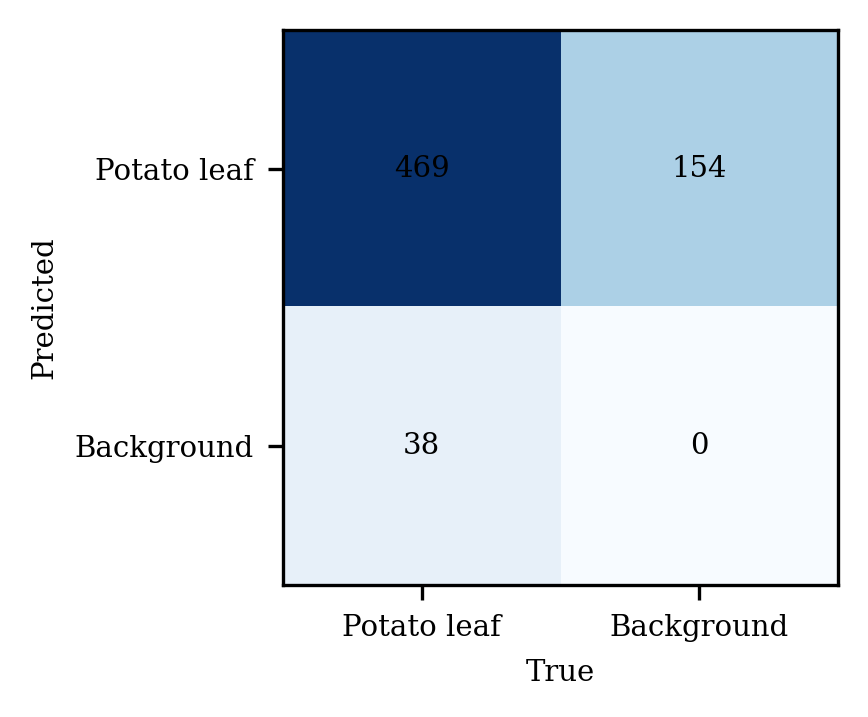 Potato leaf 469 154
Predicted
Background 38 0
Potato leaf Background
True